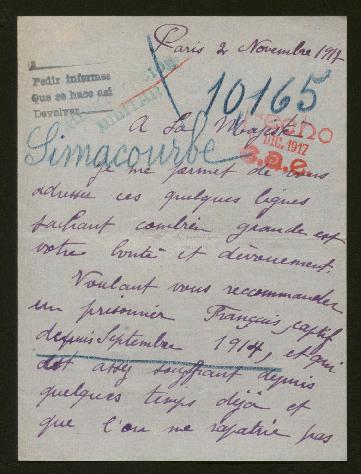 Paris 2 Novembre 1917
a
Pedir informes
Que se hace así
Devolver
MILITAR
10165
A Sa Majesté
DIC. 1917
Simacourbe
Je me permet de vous
adresser ces quelques lignes
sachant combien grande est
votre bonté et dévouement.
Voulant vous recommander
un prisonnier Français, captif
depuis Septembre 1914, et qui
est assez souffrant depuis
quelques temps déjà et
que l'on ne rapatrie pas